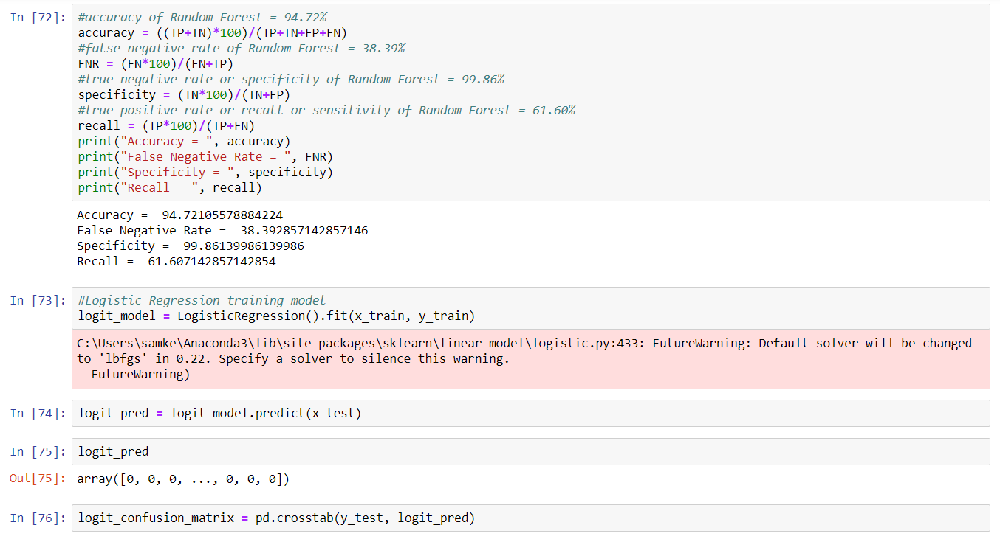 In [72]: #accuracy of Random Forest = 94.72%
accuracy = ((TP+TN)*100)/(TP+TN+FP+FN)
#false negative rate of Random Forest = 38.39%
FNR = (FN*100)/(FN+TP)
#true negative rate or specificity of Random Forest = 99.86%
specificity = (TN*100)/(TN+FP)
#true positive rate or recall or sensitivity of Random Forest = 61.60%
recall = (TP*100)/(TP+FN)
print("Accuracy = ", accuracy)
print("False Negative Rate = ", FNR)
print("Specificity = ", specificity)
print("Recall = ", recall)
Accuracy =  94.72105578884224
False Negative Rate =  38.392857142857146
Specificity =  99.86139986139986
Recall =  61.607142857142854
In [73]: #Logistic Regression training model
logit_model = LogisticRegression().fit(x_train, y_train)
C:\Users\samke\Anaconda3\lib\site-packages\sklearn\linear_model\logistic.py:433: FutureWarning: Default solver will be changed
to 'lbfgs' in 0.22. Specify a solver to silence this warning.
FutureWarning)
In [74]: logit_pred = logit_model.predict(x_test)
In [75]: logit_pred
Out[75]: array([0, 0, 0, ..., 0, 0, 0])
In [76]: logit_confusion_matrix = pd.crosstab(y_test, logit_pred)